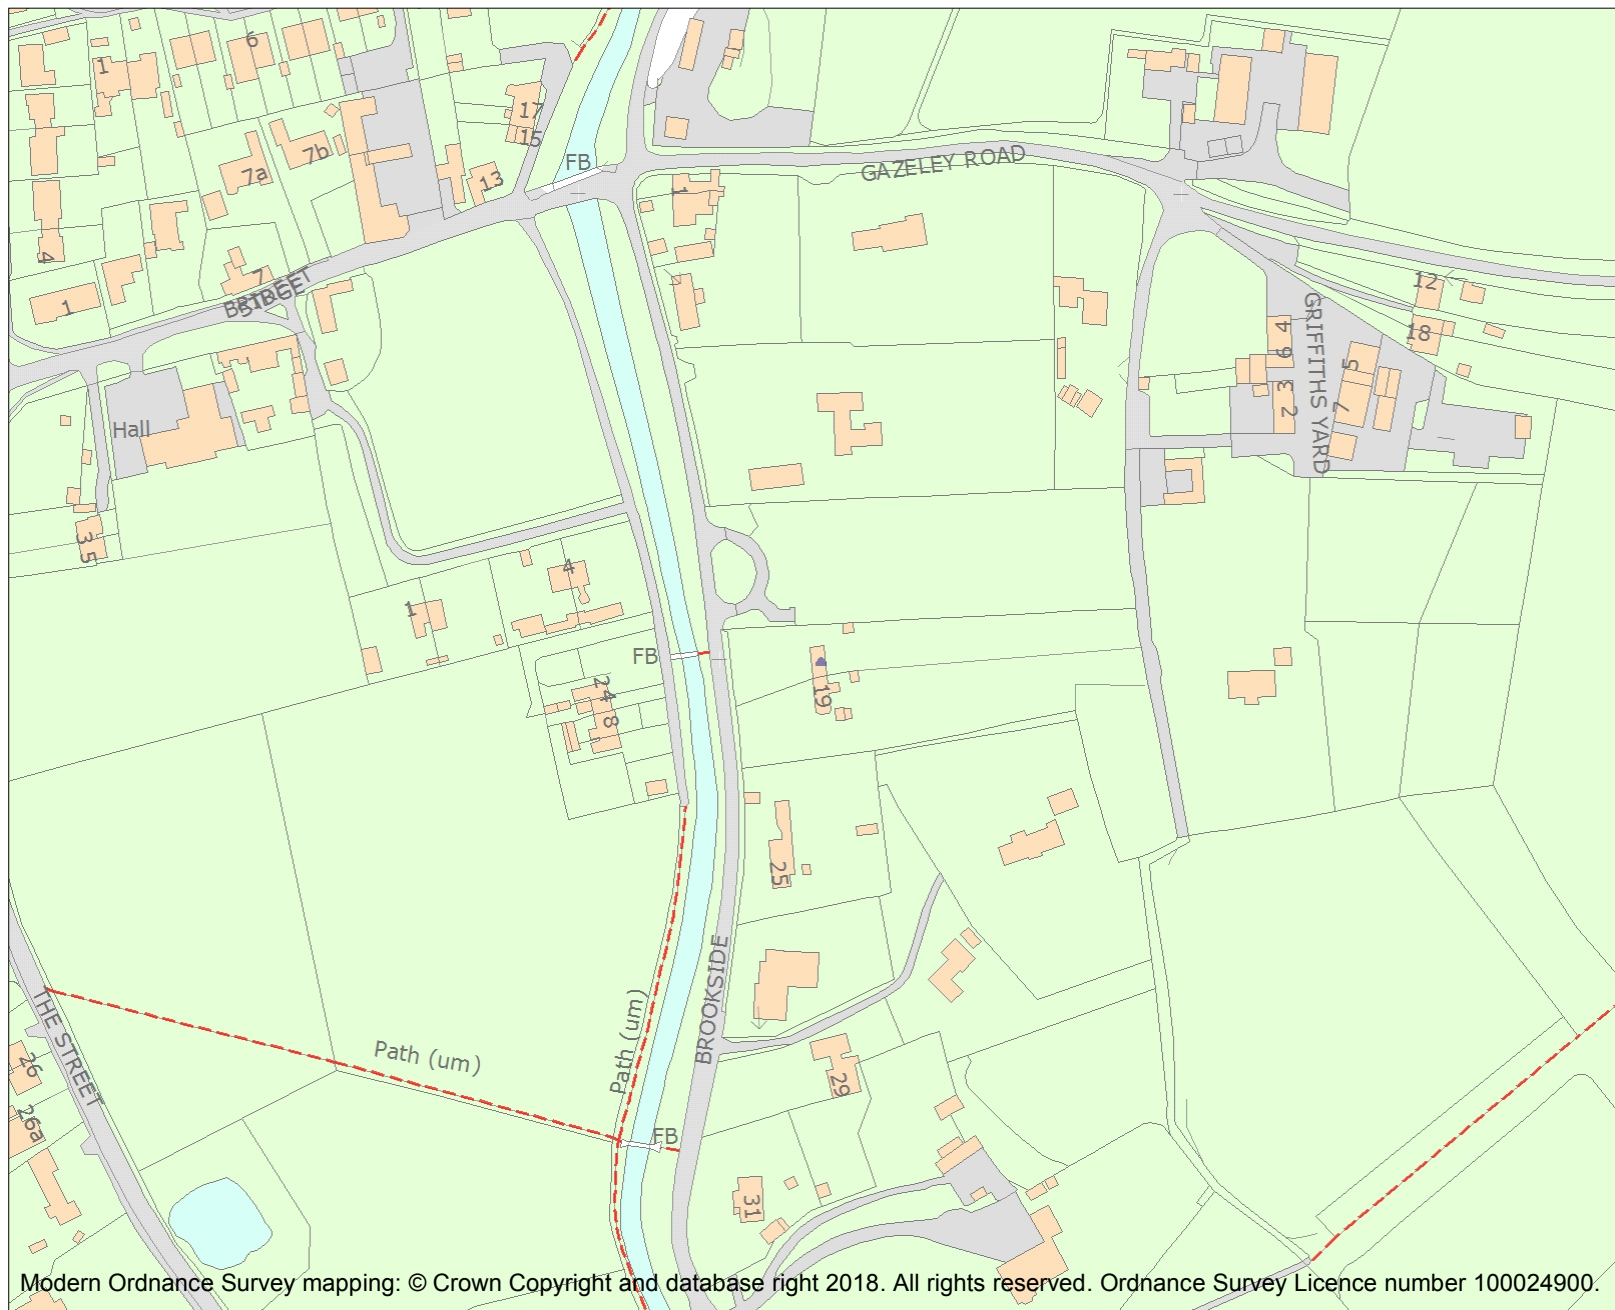 6
1
17
15
7b
7a
13
FB
GAZELEY ROAD
1
4
7
BRIDGE
STREET
1
12
18
GRIFFITHS YARD
4
6
5
3
2
7
Hall
3
5
4
1
FB
2
4
8
19
25
BROOKSIDE
THE STREET
Path (um)
Path (um)
26
26a
29
FB
31
Modern Ordnance Survey mapping: © Crown Copyright and database right 2018. All rights reserved. Ordnance Survey Licence number 100024900.